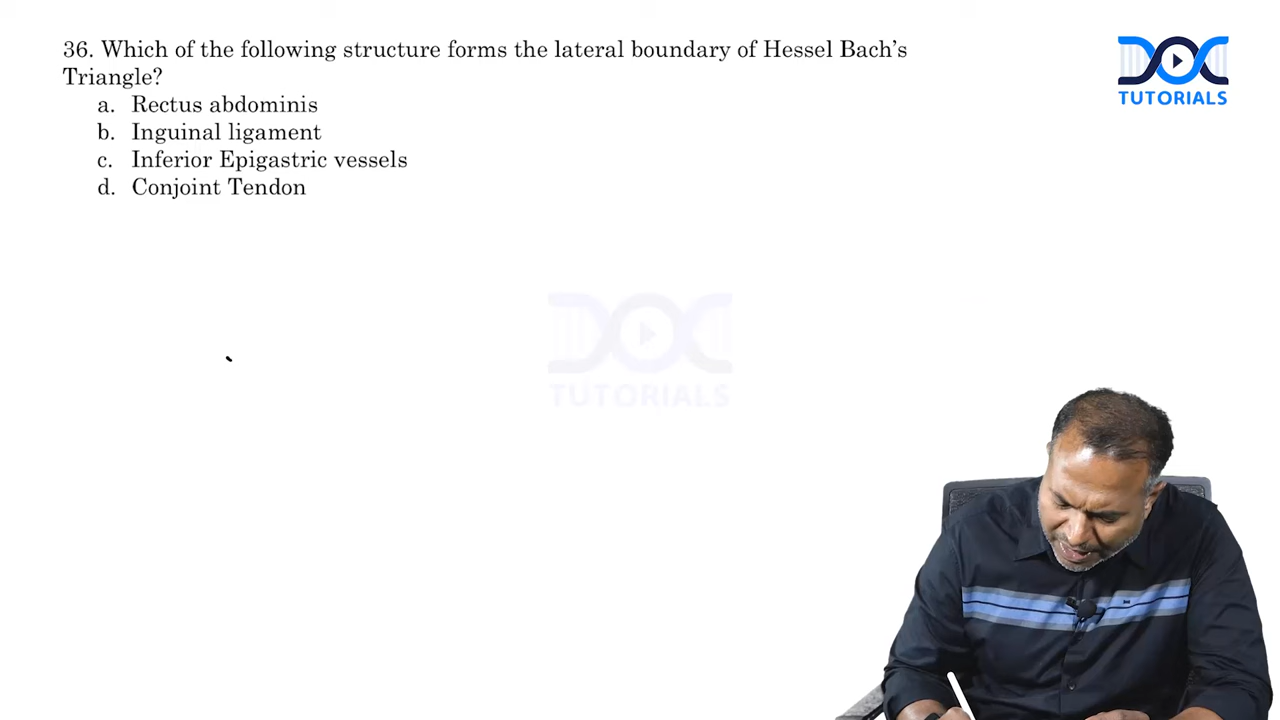 36. Which of the following structure forms the lateral boundary of Hessel Bach’s
Triangle?
a. Rectus abdominis
b. Inguinal ligament
c. Inferior Epigastric vessels
d. Conjoint Tendon
TUTORIALS
TUTORIALS